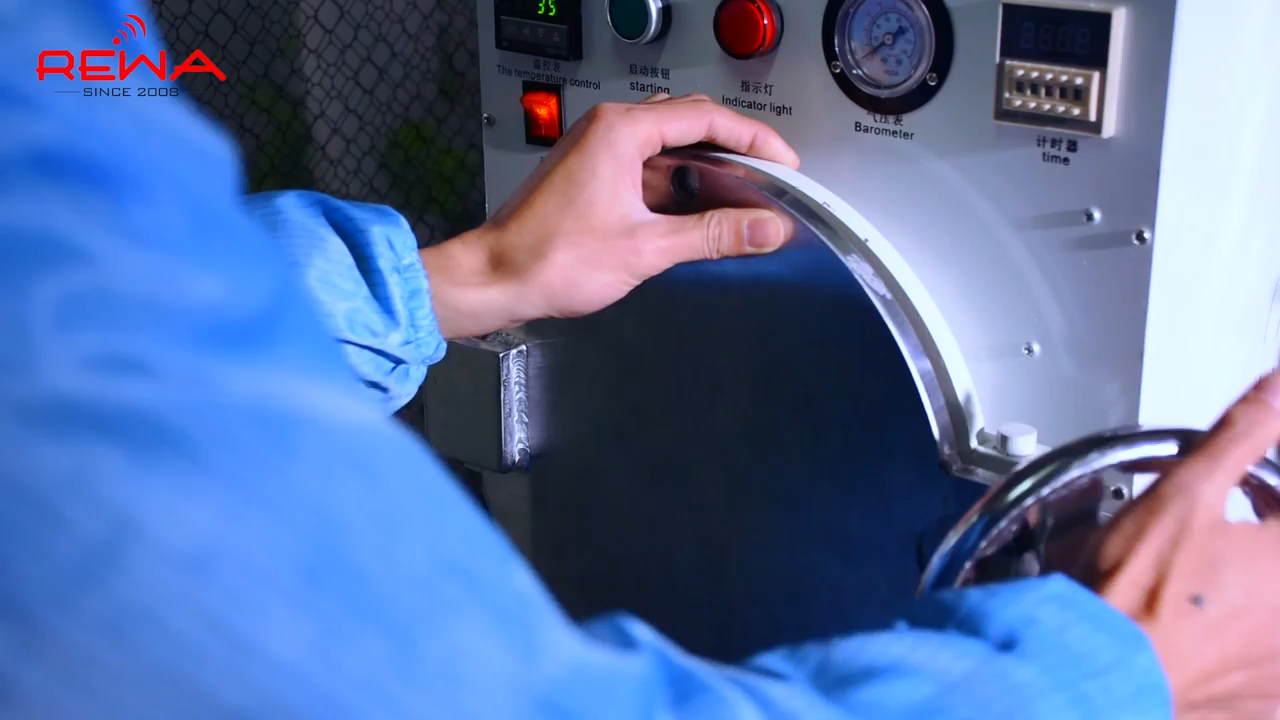 REWA
SINCE 2008
35
温控表
The temperature control
启动按钮
starting
指示灯
Indicator light
气压表
Barometer
计时器
time